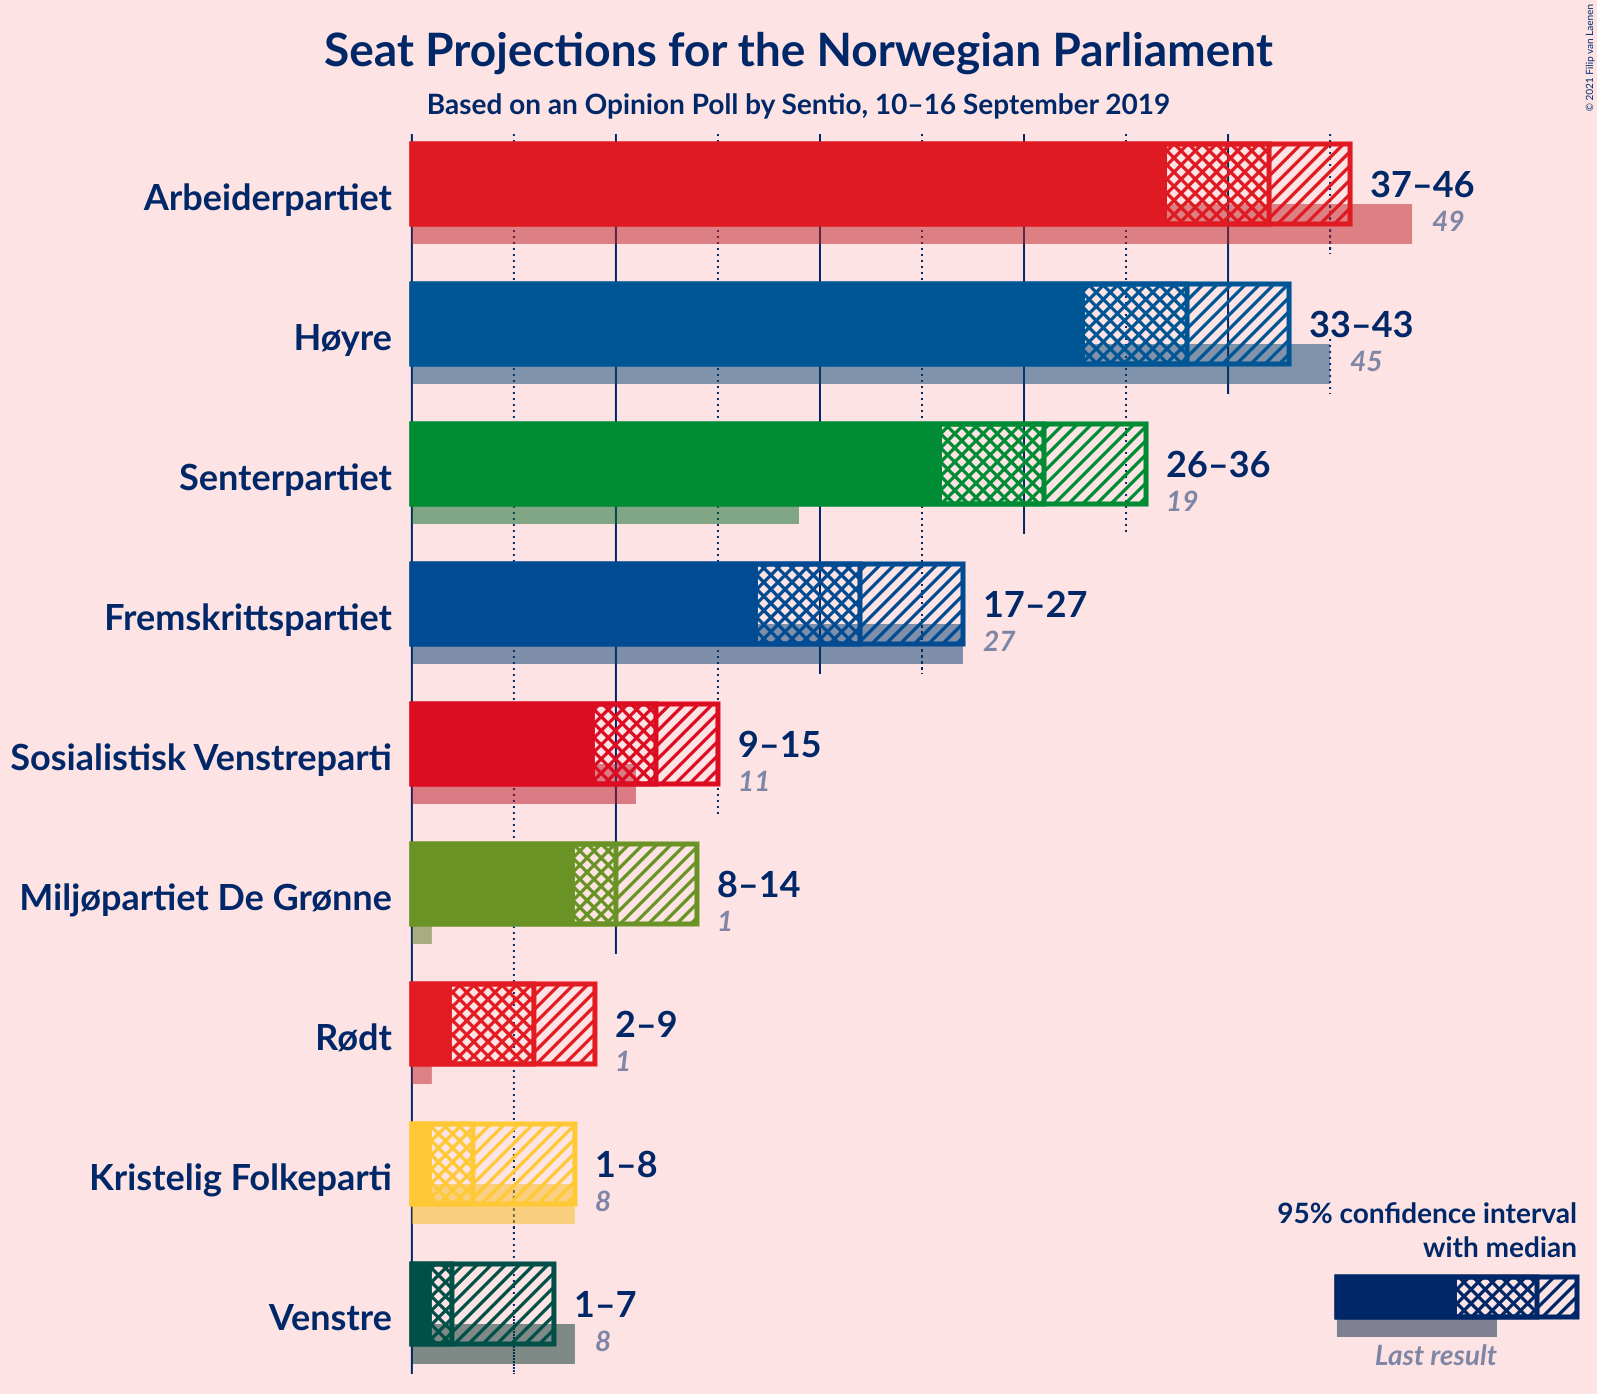 Seat Projections for the Norwegian Parliament
Based on an Opinion Poll by Sentio, 10–16 September 2019
© 2021 Filip van Laenen
Arbeiderpartiet
37–46
49
Høyre
33–43
45
Senterpartiet
26–36
19
Fremskrittspartiet
17–27
27
Sosialistisk Venstreparti
9–15
11
Miljøpartiet De Grønne
8–14
1
Rødt
2–9
1
Kristelig Folkeparti
1–8
8
Venstre
1–7
8
95% confidence interval
with median
Last result